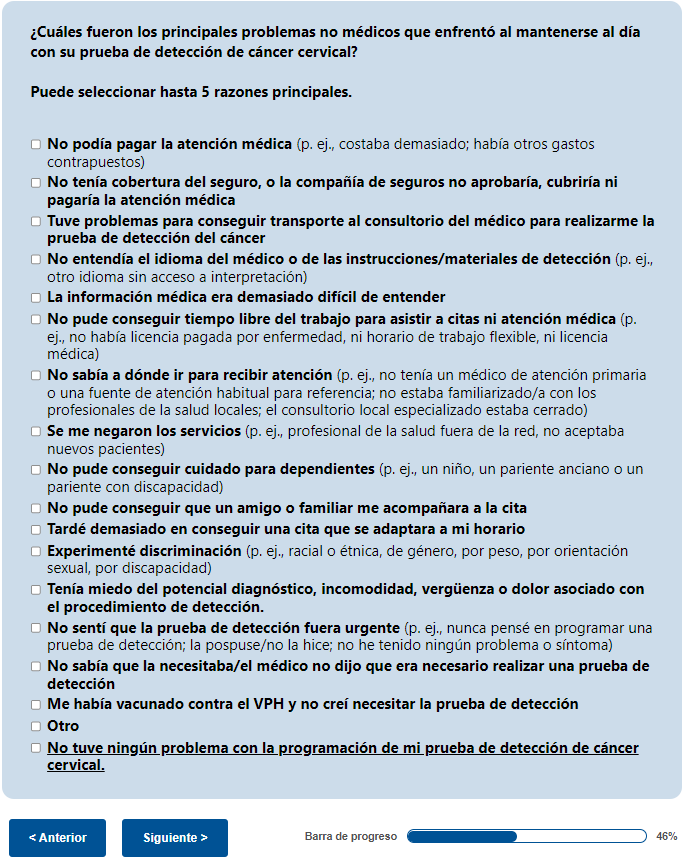 ¿Cuáles fueron los principales problemas no médicos que enfrentó al mantenerse al día
con su prueba de detección de cáncer cervical?
Puede seleccionar hasta 5 razones principales.
No podía pagar la atención médica (p. ej., costaba demasiado; había otros gastos
contrapuestos)
No tenía cobertura del seguro, o la compañía de seguros no aprobaría, cubriría ni
pagaría la atención médica
Tuve problemas para conseguir transporte al consultorio del médico para realizarme la
prueba de detección del cáncer
No entendía el idioma del médico o de las instrucciones/materiales de detección (p. ej.,
otro idioma sin acceso a interpretación)
La información médica era demasiado difícil de entender
No pude conseguir tiempo libre del trabajo para asistir a citas ni atención médica (p.
ej., no había licencia pagada por enfermedad, ni horario de trabajo flexible, ni licencia
médica)
No sabía a dónde ir para recibir atención (p. ej., no tenía un médico de atención primaria
o una fuente de atención habitual para referencia; no estaba familiarizado/a con los
profesionales de la salud locales; el consultorio local especializado estaba cerrado)
Se me negaron los servicios (p. ej., profesional de la salud fuera de la red, no aceptaba
nuevos pacientes)
No pude conseguir cuidado para dependientes (p. ej., un niño, un pariente anciano o un
pariente con discapacidad)
No pude conseguir que un amigo o familiar me acompañara a la cita
Tardé demasiado en conseguir una cita que se adaptara a mi horario
Experimenté discriminación (p. ej., racial o étnica, de género, por peso, por orientación
sexual, por discapacidad)
Tenía miedo del potencial diagnóstico, incomodidad, vergüenza o dolor asociado con
el procedimiento de detección.
No sentí que la prueba de detección fuera urgente (p. ej., nunca pensé en programar una
prueba de detección; la pospuse/no la hice; no he tenido ningún problema o síntoma)
No sabía que la necesitaba/el médico no dijo que era necesario realizar una prueba de
detección
Me había vacunado contra el VPH y no creí necesitar la prueba de detección
Otro
No tuve ningún problema con la programación de mi prueba de detección de cáncer
cervical.
< Anterior Siguiente > Barra de progreso 46%